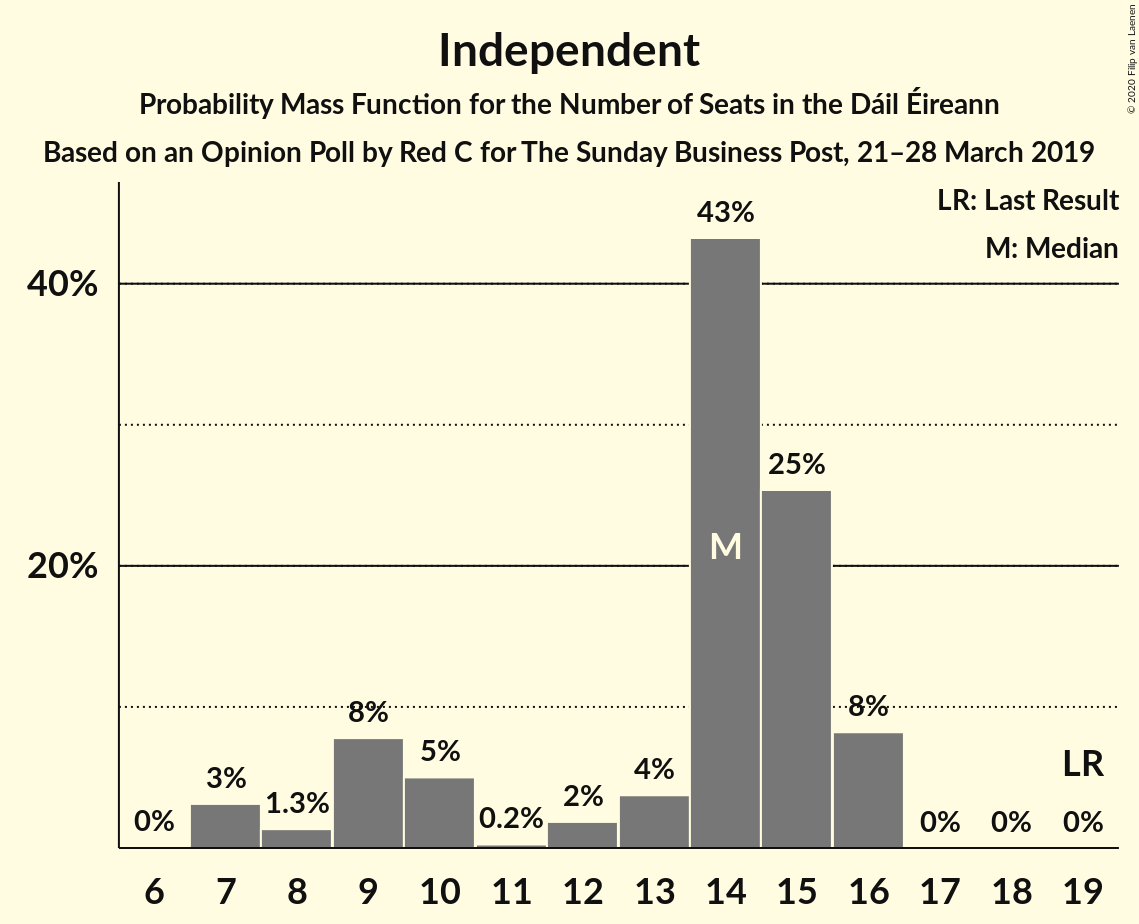 Independent
Probability Mass Function for the Number of Seats in the Dáil Éireann
Based on an Opinion Poll by Red C for The Sunday Business Post, 21–28 March 2019
© 2020 Filip van Laenen
LR: Last Result
M: Median
40%
20%
0%
3%
1.3%
8%
5%
0.2%
2%
4%
43%
M
25%
8%
0%
0%
LR
0%
6 7 8 9 10 11 12 13 14 15 16 17 18 19